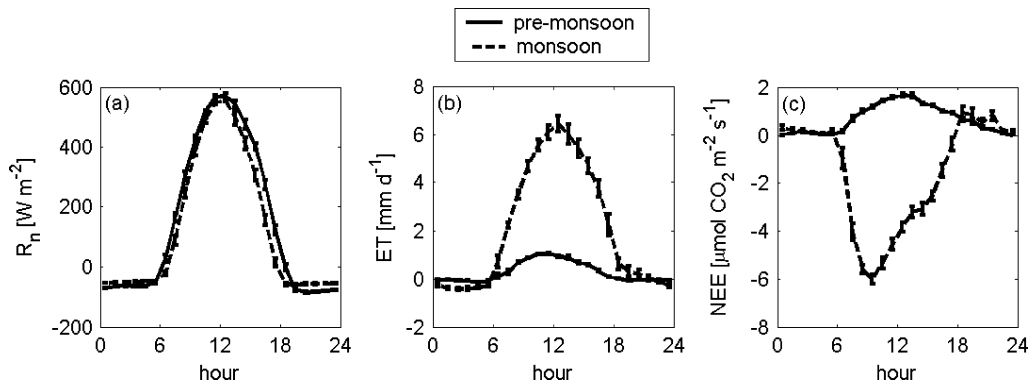 pre-monsoon
monsoon
(a)
600
400
200
0
-200
Rn [W m-2]
0 6 12 18 24
hour
(b)
8
6
4
2
0
-2
ET [mm d-1]
0 6 12 18 24
hour
(c)
2
0
-2
-4
-6
-8
NEE [μmol CO2 m-2 s-1]
0 6 12 18 24
hour